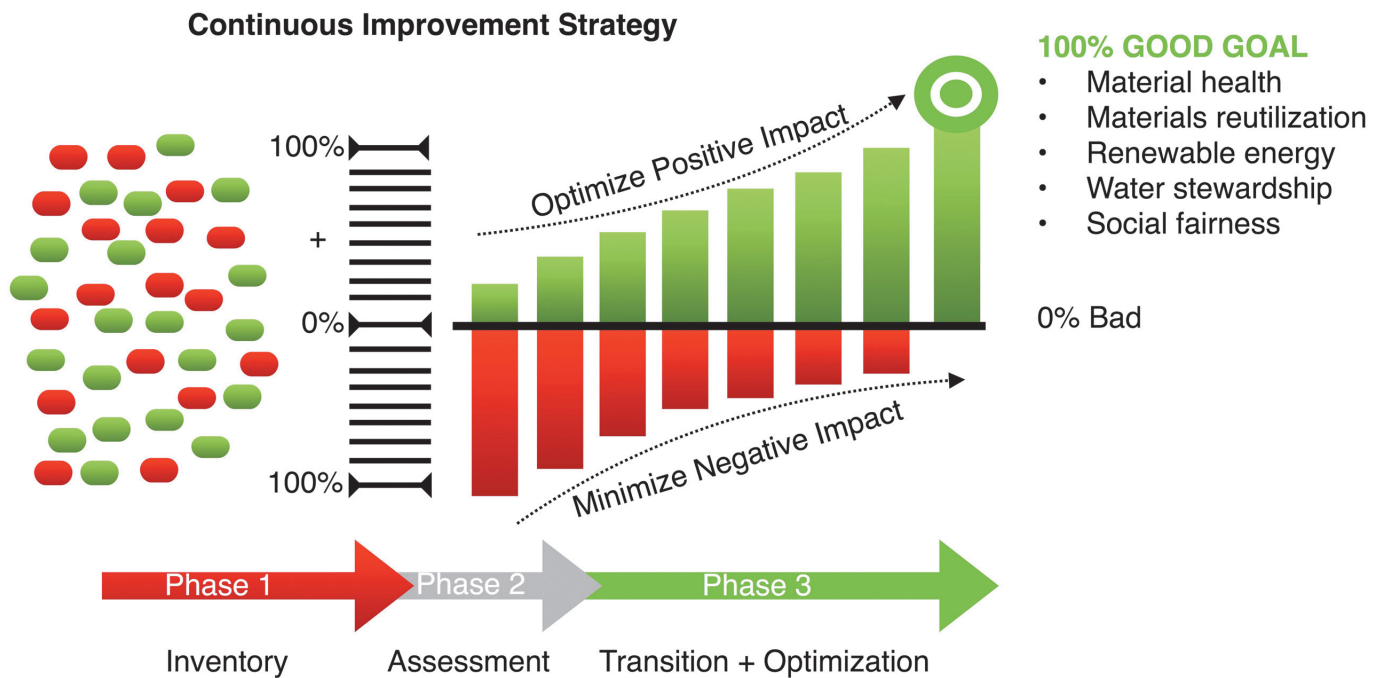 Continuous Improvement Strategy
100%
+
0%
100%
Optimize Positive Impact
Minimize Negative Impact
100% GOOD GOAL
• Material health
• Materials reutilization
• Renewable energy
• Water stewardship
• Social fairness
0% Bad
Phase 1
Phase 2
Phase 3
Inventory
Assessment
Transition + Optimization